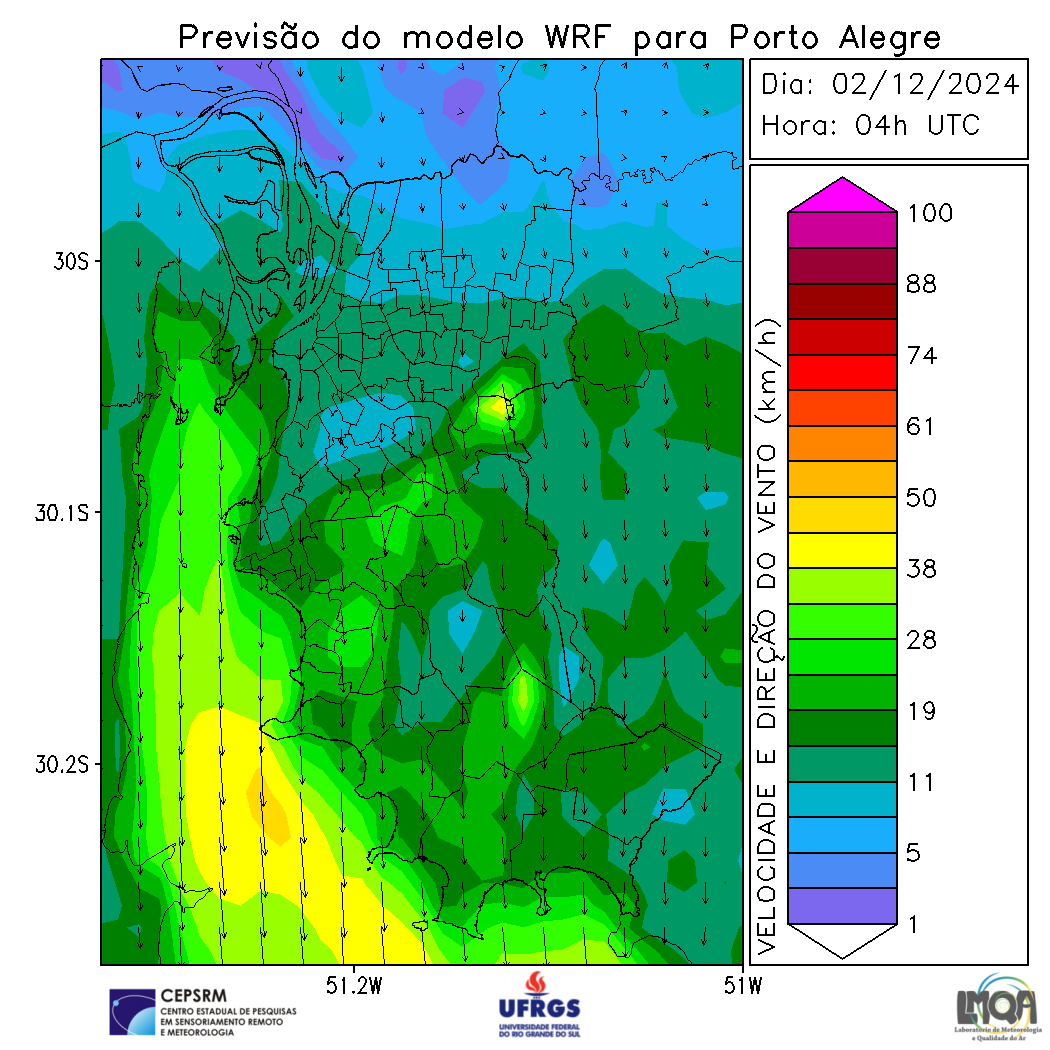 Previsão do modelo WRF para Porto Alegre
Dia: 02/12/2024
Hora: 04h UTC
30S
30.1S
30.2S
51.2W
51W
VELOCIDADE E DIREÇÃO DO VENTO (km/h)
100
88
74
61
50
38
28
19
11
5
1
CEPSRM
CENTRO ESTADUAL DE PESQUISAS
EM SENSORIAMENTO REMOTO
E METEOROLOGIA
UFRGS
UNIVERSIDADE FEDERAL
DO RIO GRANDE DO SUL
LMQA
Laboratório de Meteorologia
e Qualidade do Ar